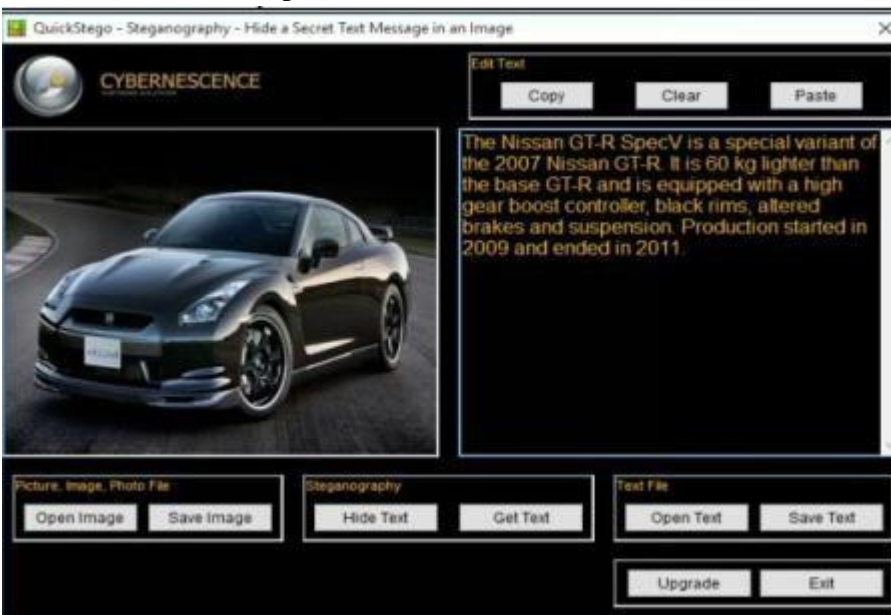 QuickStego - Steganography - Hide a Secret Text Message in an Image
CYBERNESCENCE
Edit Text
Copy
Clear
Paste
The Nissan GT-R SpecV is a special variant of
the 2007 Nissan GT-R. It is 60 kg lighter than
the base GT-R and is equipped with a high
gear boost controller, black rims, altered
brakes and suspension. Production started in
2009 and ended in 2011.
Picture, Image, Photo File
Open Image
Save Image
Steganography
Hide Text
Get Text
Text File
Open Text
Save Text
Upgrade
Exit